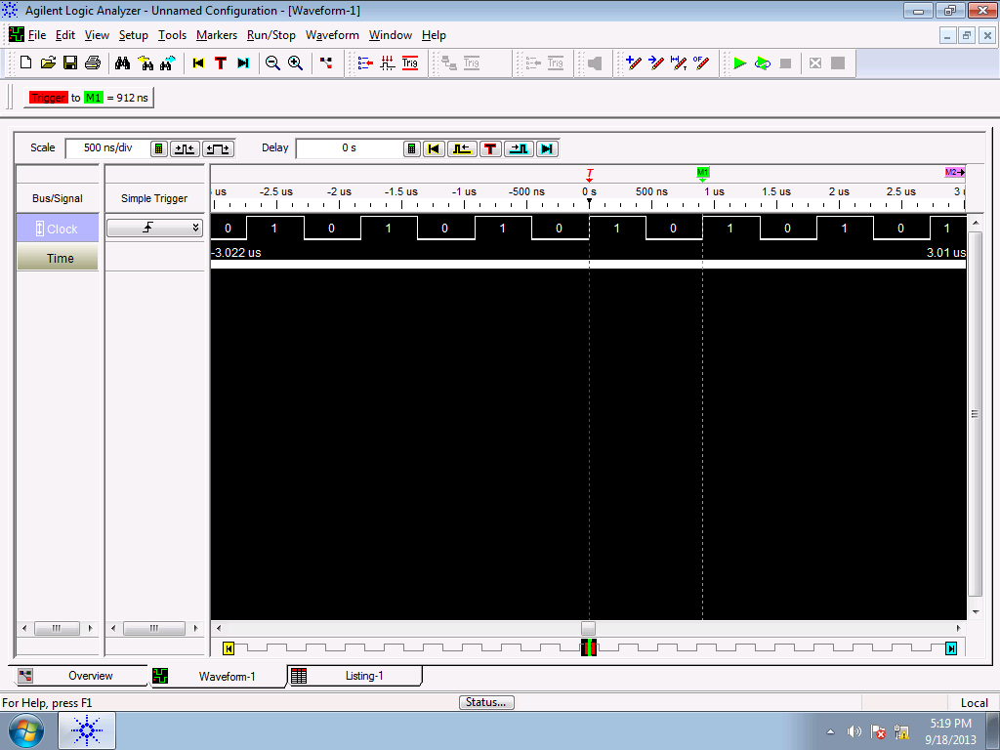 Agilent Logic Analyzer - Unnamed Configuration - [Waveform-1]
File Edit View Setup Tools Markers Run/Stop Waveform Window Help
T Trig Trig Trig
Trigger to M1 = 912 ns
Scale 500 ns/div Delay 0 s T
T M1 M2
Bus/Signal Simple Trigger us -2.5 us -2 us -1.5 us -1 us -500 ns 0 s 500 ns 1 us 1.5 us 2 us 2.5 us 3 u
Clock 0 1 0 1 0 1 0 1 0 1 0 1 0 1
Time -3.022 us 3.01 us
Overview Waveform-1 Listing-1
For Help, press F1 Status... Local
5:19 PM
9/18/2013